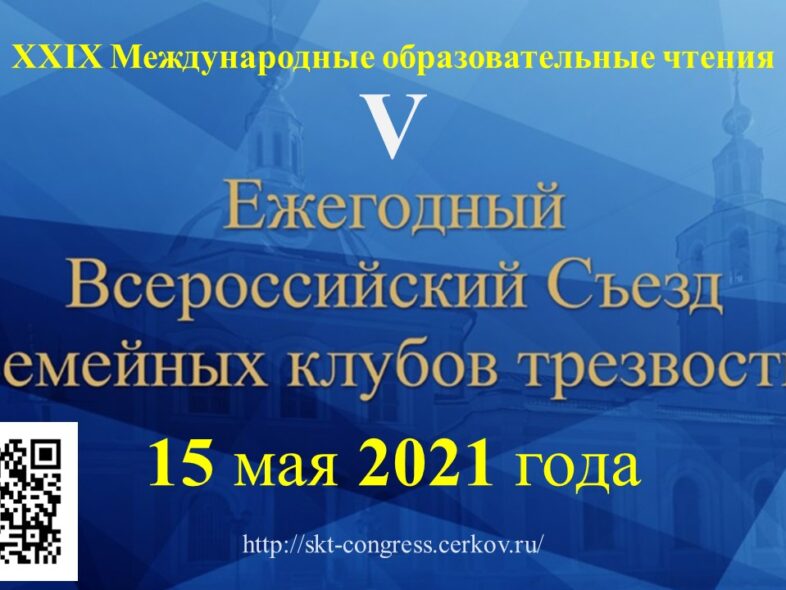 XXIX Международные образовательные чтения
V
Ежегодный
Всероссийский Съезд
емейных клубов трезвост
15 мая 2021 года
http://skt-congress.cerkov.ru/